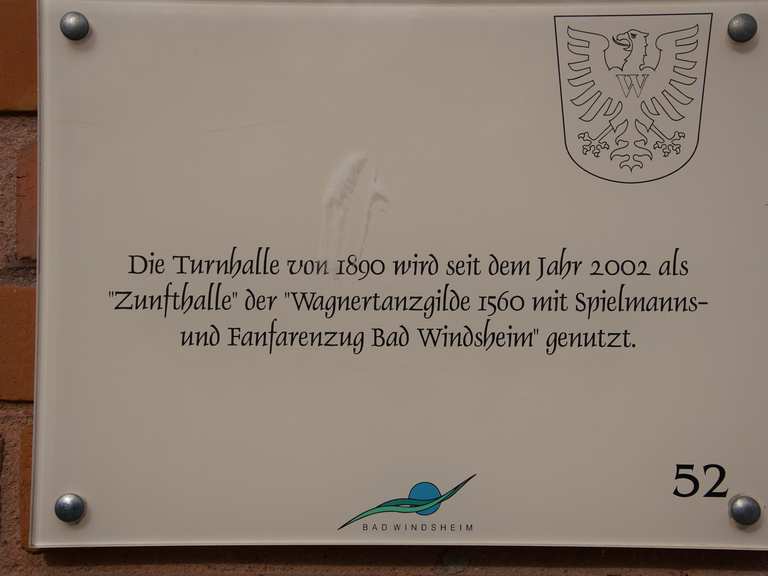 W
Die Turnhalle von 1890 wird seit dem Jahr 2002 als
"Zunfthalle" der "Wagnertanzgilde 1560 mit Spielmanns-
und Fanfarenzug Bad Windsheim" genutzt.
52
BAD WINDSHEIM